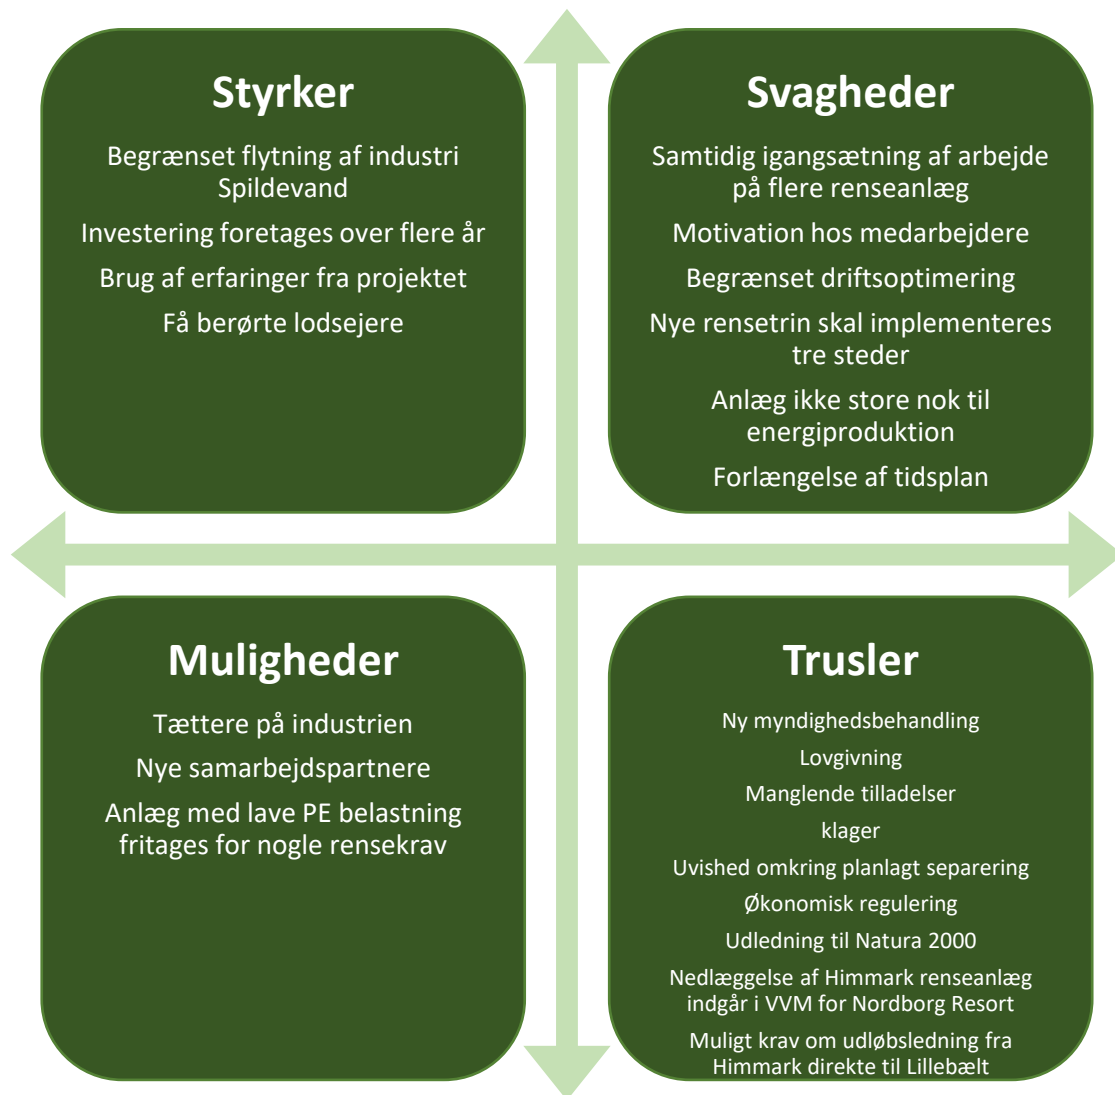 Styrker
Begrænset flytning af industri
Spildevand
Investering foretages over flere år
Brug af erfaringer fra projektet
Få berørte lodsejere
Svagheder
Samtidig igangsætning af arbejde
på flere renseanlæg
Motivation hos medarbejdere
Begrænset driftsoptimering
Nye rensetrin skal implementeres
tre steder
Anlæg ikke store nok til
energiproduktion
Forlængelse af tidsplan
Muligheder
Tættere på industrien
Nye samarbejdspartnere
Anlæg med lave PE belastning
fritages for nogle rensekrav
Trusler
Ny myndighedsbehandling
Lovgivning
Manglende tilladelser
klager
Uvished omkring planlagt separering
Økonomisk regulering
Udledning til Natura 2000
Nedlæggelse af Himmark renseanlæg
indgår i VVM for Nordborg Resort
Muligt krav om udløbsledning fra
Himmark direkte til Lillebælt